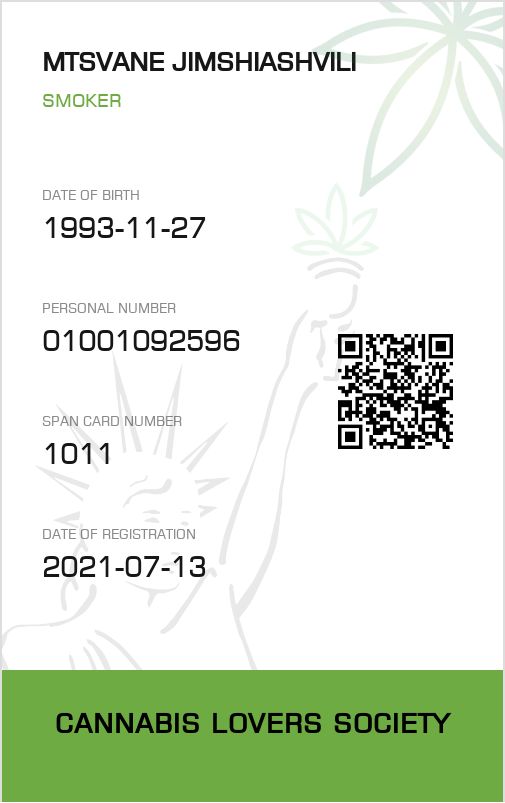 MTSVANE JIMSHIASHVILI
SMOKER
DATE OF BIRTH
1993-11-27
PERSONAL NUMBER
01001092596
SPAN CARD NUMBER
1011
DATE OF REGISTRATION
2021-07-13
CANNABIS LOVERS SOCIETY